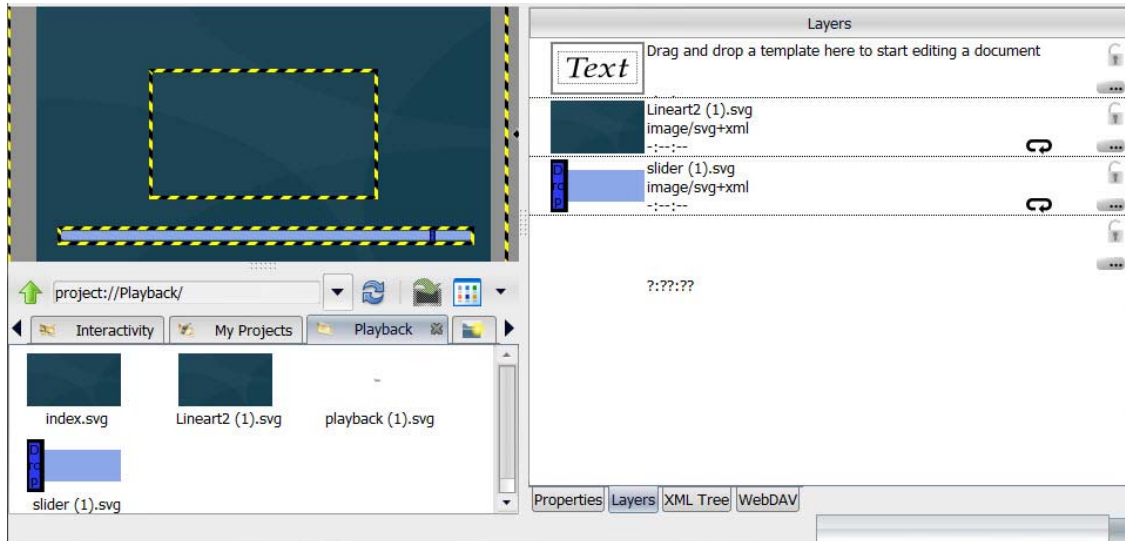 Layers
Text
Drag and drop a template here to start editing a document
Lineart2 (1).svg
image/svg+xml
-:--:--
Drop
slider (1).svg
image/svg+xml
-:--:--
?:??:??
project://Playback/
Interactivity
My Projects
Playback
index.svg
Lineart2 (1).svg
playback (1).svg
Drop
slider (1).svg
Properties
Layers
XML Tree
WebDAV